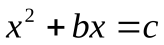 x² + bx = c